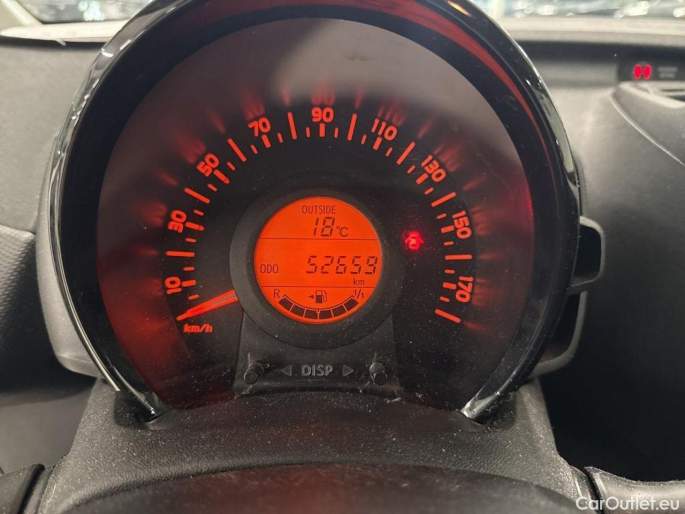 10 30 50 70 90 110 130 150 170
km/h
OUTSIDE
18°C
ODO 52659
km
R 1/1
◄ DISP ►
CarOutlet.eu